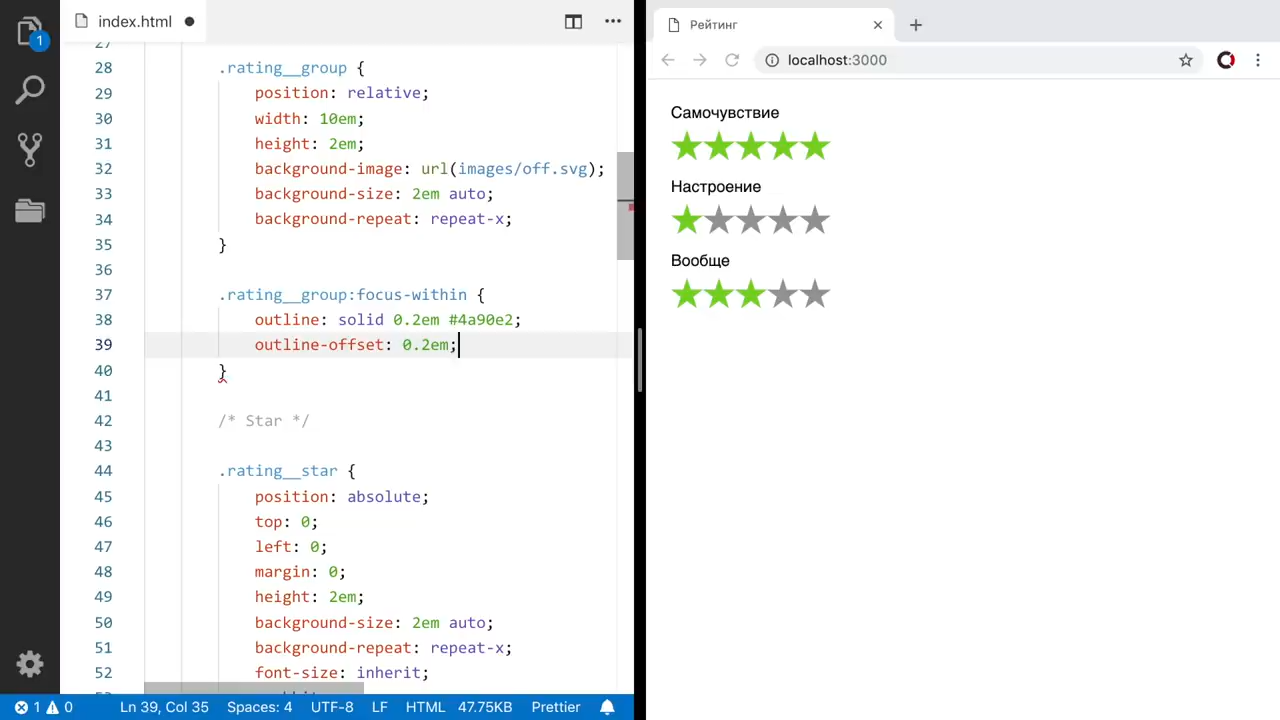 index.html
1
27
28 .rating__group {
29 position: relative;
30 width: 10em;
31 height: 2em;
32 background-image: url(images/off.svg);
33 background-size: 2em auto;
34 background-repeat: repeat-x;
35 }
36
37 .rating__group:focus-within {
38 outline: solid 0.2em #4a90e2;
39 outline-offset: 0.2em;
40 }
41
42 /* Star */
43
44 .rating__star {
45 position: absolute;
46 top: 0;
47 left: 0;
48 margin: 0;
49 height: 2em;
50 background-size: 2em auto;
51 background-repeat: repeat-x;
52 font-size: inherit;
1 0 Ln 39, Col 35 Spaces: 4 UTF-8 LF HTML 47.75KB Prettier
Рейтинг
localhost:3000
Самочувствие
Настроение
Вообще